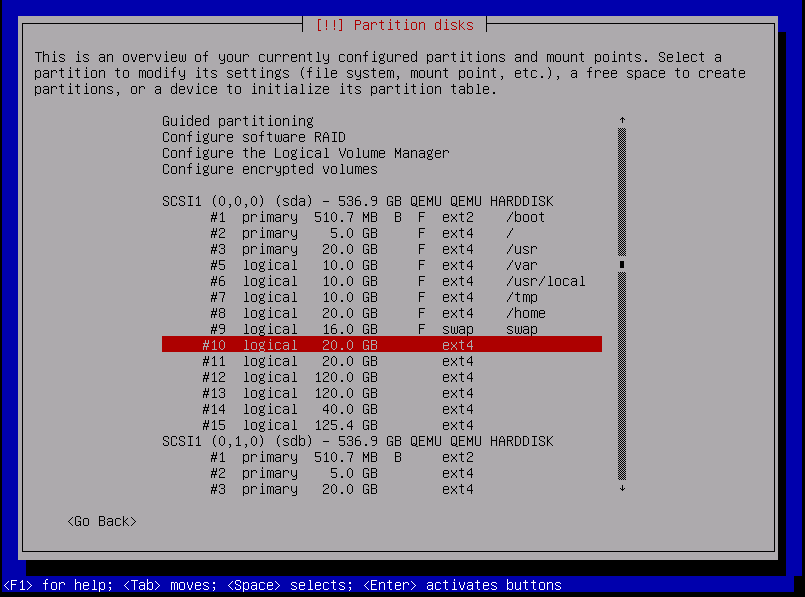 [!!] Partition disks
This is an overview of your currently configured partitions and mount points. Select a
partition to modify its settings (file system, mount point, etc.), a free space to create
partitions, or a device to initialize its partition table.
Guided partitioning
Configure software RAID
Configure the Logical Volume Manager
Configure encrypted volumes
SCSI1 (0,0,0) (sda) - 536.9 GB QEMU QEMU HARDDISK
#1 primary 510.7 MB B F ext2 /boot
#2 primary 5.0 GB F ext4 /
#3 primary 20.0 GB F ext4 /usr
#5 logical 10.0 GB F ext4 /var
#6 logical 10.0 GB F ext4 /usr/local
#7 logical 10.0 GB F ext4 /tmp
#8 logical 20.0 GB F ext4 /home
#9 logical 16.0 GB F swap swap
#10 logical 20.0 GB ext4
#11 logical 20.0 GB ext4
#12 logical 120.0 GB ext4
#13 logical 120.0 GB ext4
#14 logical 40.0 GB ext4
#15 logical 125.4 GB ext4
SCSI1 (0,1,0) (sdb) - 536.9 GB QEMU QEMU HARDDISK
#1 primary 510.7 MB B ext2
#2 primary 5.0 GB ext4
#3 primary 20.0 GB ext4
<Go Back>
<F1> for help; <Tab> moves; <Space> selects; <Enter> activates buttons